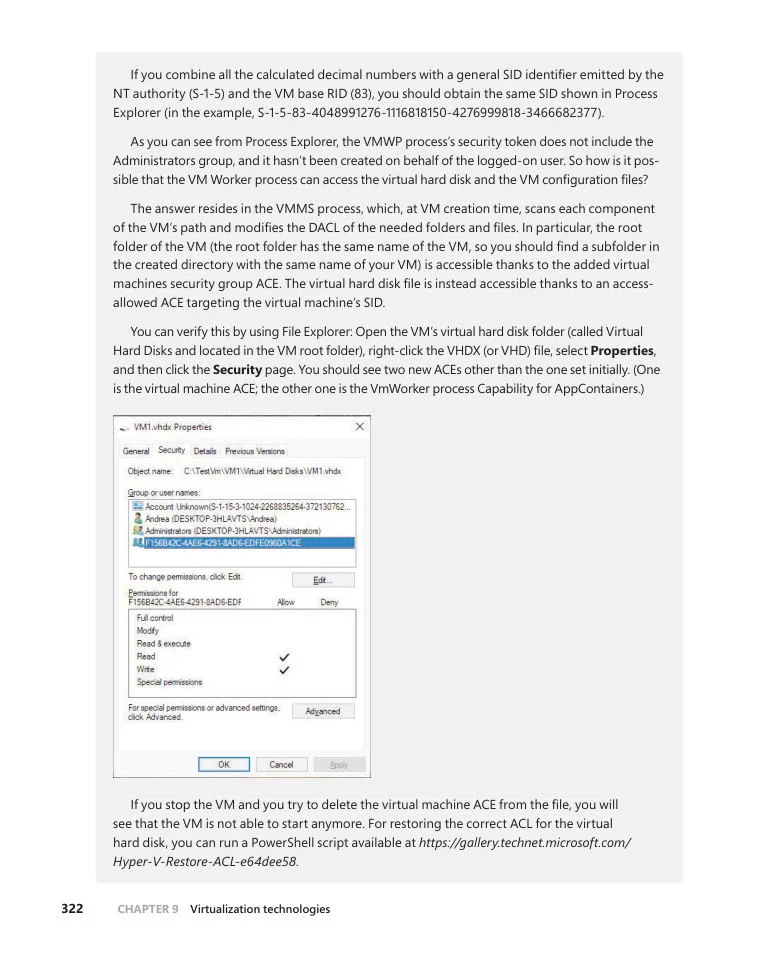 If you combine all the calculated decimal numbers with a general SID identifier emitted by the
NT authority (S-1-5) and the VM base RID (83), you should obtain the same SID shown in Process
Explorer (in the example, S-1-5-83-4048991276-1116818150-4276999818-3466682377).
As you can see from Process Explorer, the VMWP process’s security token does not include the
Administrators group, and it hasn’t been created on behalf of the logged-on user. So how is it pos-
sible that the VM Worker process can access the virtual hard disk and the VM configuration files?
The answer resides in the VMMS process, which, at VM creation time, scans each component
of the VM’s path and modifies the DACL of the needed folders and files. In particular, the root
folder of the VM (the root folder has the same name of the VM, so you should find a subfolder in
the created directory with the same name of your VM) is accessible thanks to the added virtual
machines security group ACE. The virtual hard disk file is instead accessible thanks to an access-
allowed ACE targeting the virtual machine’s SID.
You can verify this by using File Explorer: Open the VM’s virtual hard disk folder (called Virtual
Hard Disks and located in the VM root folder), right-click the VHDX (or VHD) file, select Properties,
and then click the Security page. You should see two new ACEs other than the one set initially. (One
is the virtual machine ACE; the other one is the VmWorker process Capability for AppContainers.)
VM1.vhdx Properties
General Security Details Previous Versions
Object name: C:\TestVm\VM1\Virtual Hard Disks\VM1.vhdx
Group or user names:
Account Unknown(S-1-15-3-1024-2268835264-372130762...
Andrea (DESKTOP-3HLAVTS\Andrea)
Administrators (DESKTOP-3HLAVTS\Administrators)
F156B42C-4AE6-4291-8AD6-EDFE0960A1CE
To change permissions, click Edit. Edit...
Permissions for
F156B42C-4AE6-4291-8AD6-EDF Allow Deny
Full control
Modify
Read & execute
Read
Write
Special permissions
For special permissions or advanced settings, Advanced
click Advanced.
OK Cancel Apply
If you stop the VM and you try to delete the virtual machine ACE from the file, you will
see that the VM is not able to start anymore. For restoring the correct ACL for the virtual
hard disk, you can run a PowerShell script available at https://gallery.technet.microsoft.com/
Hyper-V-Restore-ACL-e64dee58.
322 CHAPTER 9 Virtualization technologies